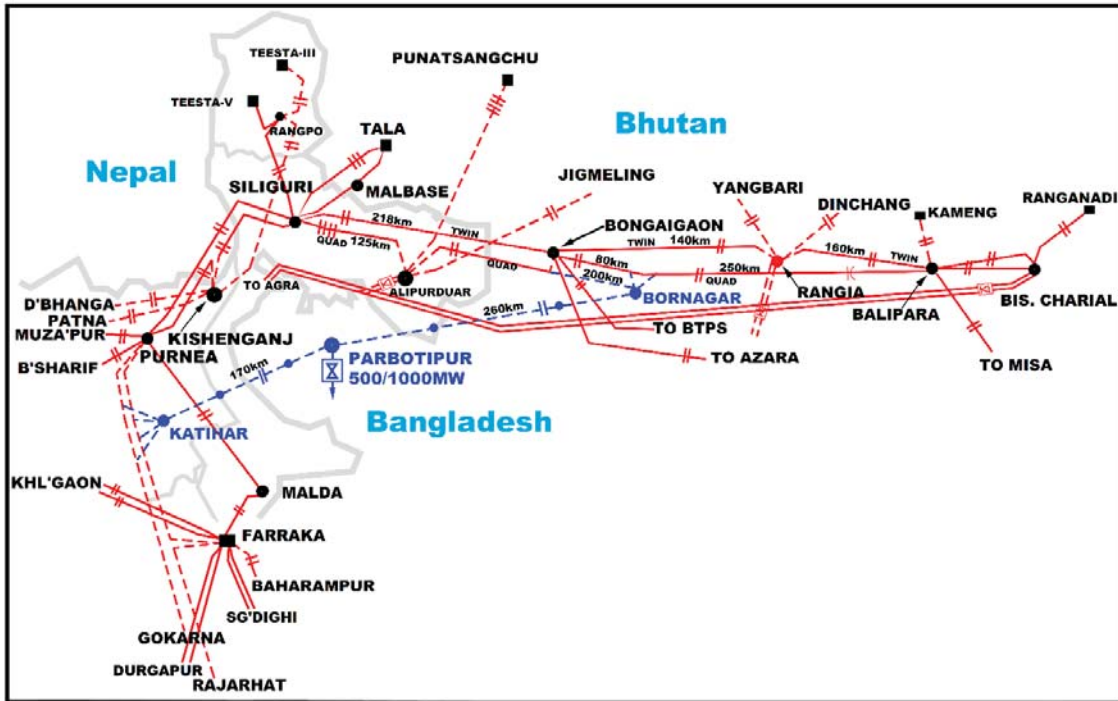 TEESTA-III
PUNATSANGCHU
TEESTA-V
RANGPO
TALA
Bhutan
Nepal
SILIGURI
MALBASE
JIGMELING
YANGBARI
DINCHANG
KAMENG
RANGANADI
218km
TWIN
QUAD
125km
BONGAIGAON
TWIN
140km
160km
TWIN
80km
QUAD
200km
250km
QUAD
TO AGRA
ALIPURDUAR
BORNAGAR
RANGIA
BALIPARA
BIS. CHARIAL
D'BHANGA
PATNA
MUZA'PUR
KISHENGANJ
PURNEA
B'SHARIF
260km
TO BTPS
TO AZARA
TO MISA
170km
PARBOTIPUR
500/1000MW
Bangladesh
KATIHAR
KHL'GAON
MALDA
FARRAKA
BAHARAMPUR
SG'DIGHI
GOKARNA
DURGAPUR
RAJARHAT